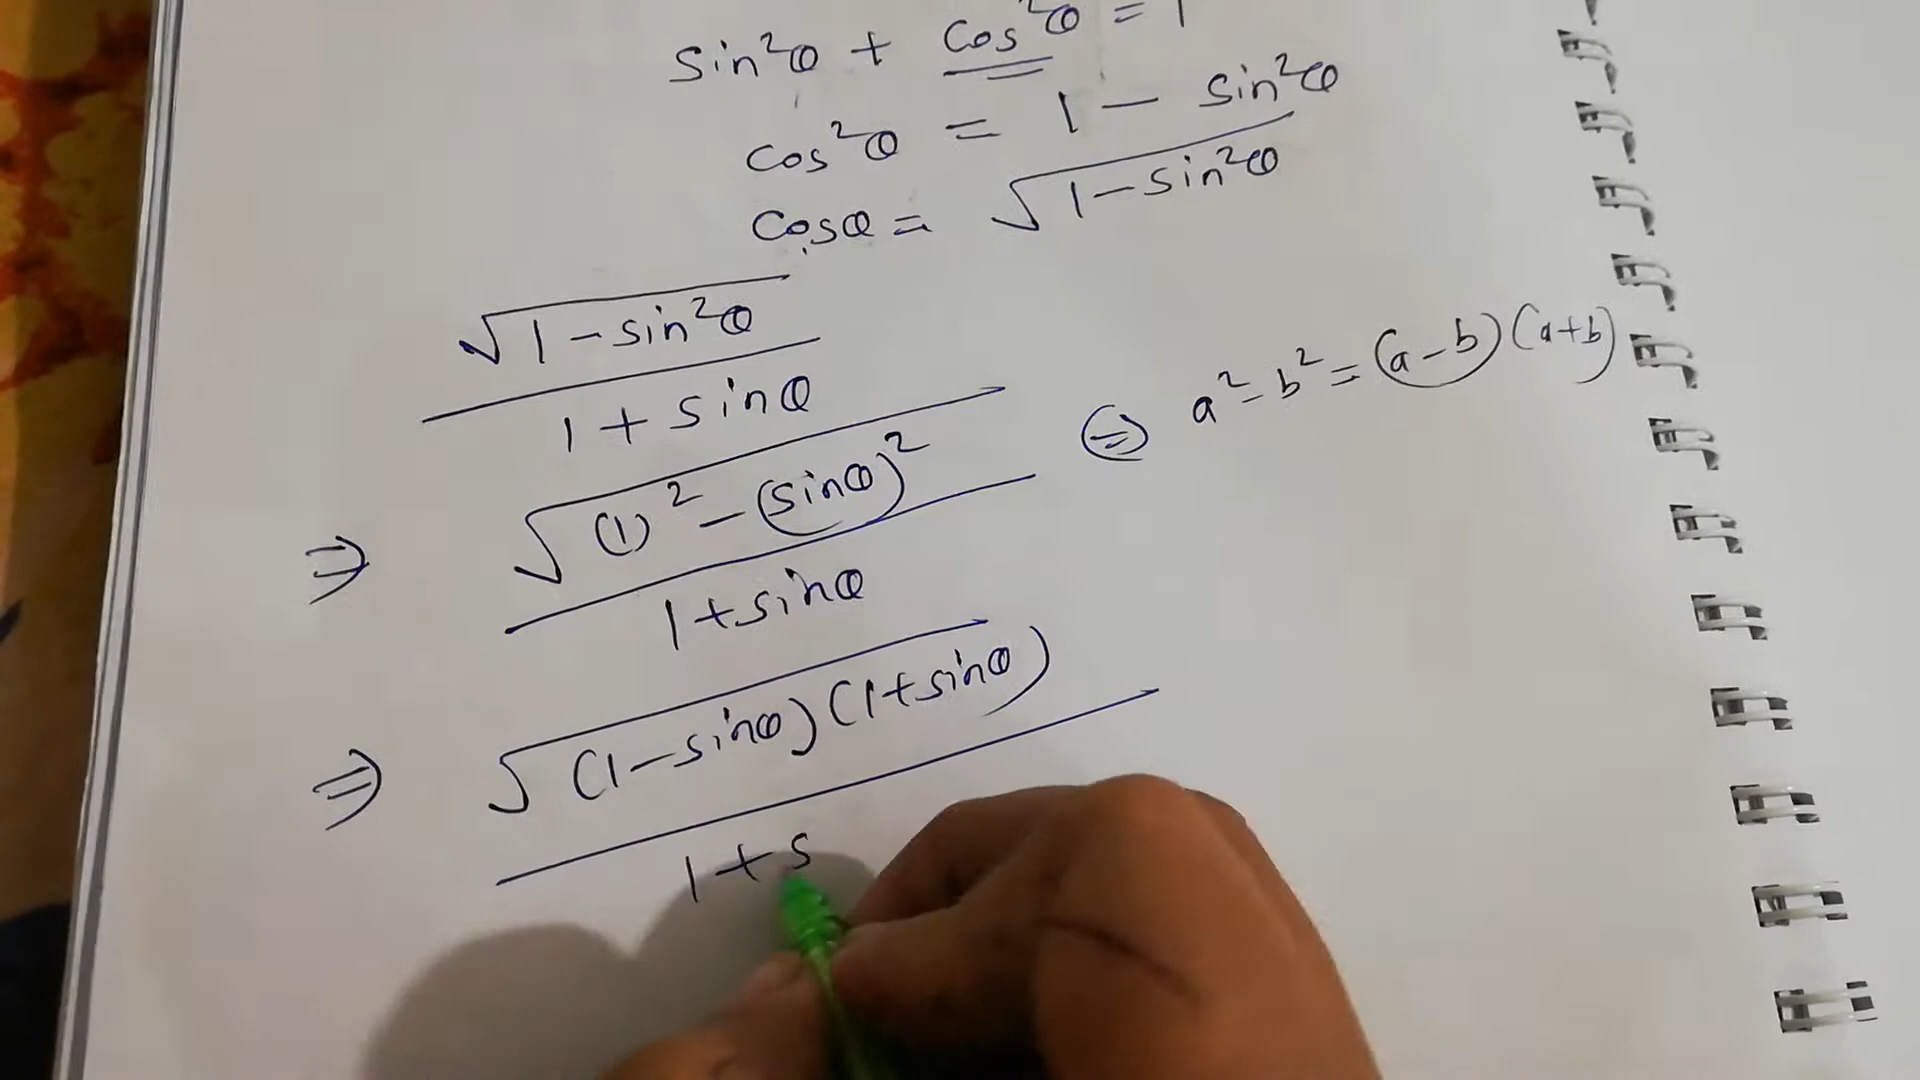 sin²θ + cos²θ = 1
cos²θ = 1 – sin²θ
cosθ = √1–sin²θ
√1–sin²θ
1 + sinθ
⇒ a²–b² = (a–b)(a+b)
⇒ √(1)² – (sinθ)²
1+sinθ
⇒ √(1–sinθ)(1+sinθ)
1+s